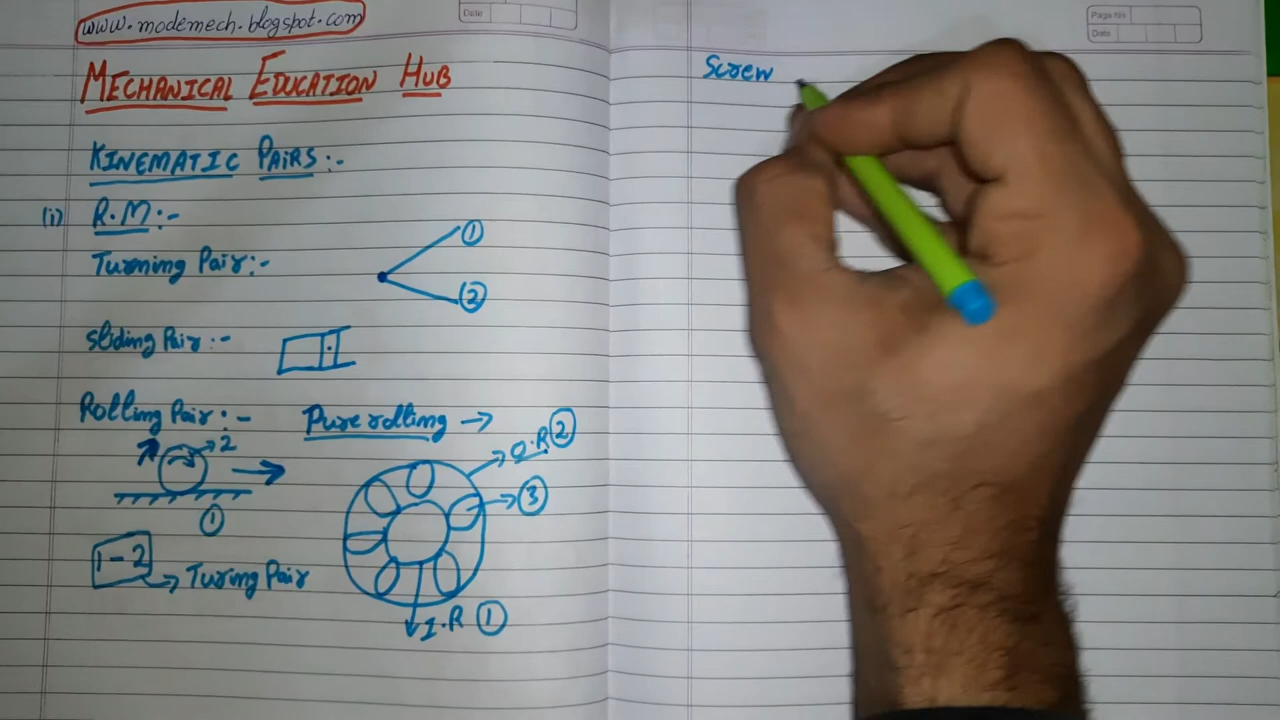 www.modemech.blogspot.com
Date
MECHANICAL EDUCATION HUB
KINEMATIC PAIRS:-
(i) R.M:-
Turning Pair:-
1
2
Sliding Pair:-
Rolling Pair:- Pure rolling →
2
1
O.R 2
3
1-2
→ Turing Pair
I.R 1
Page No
Date
Screw